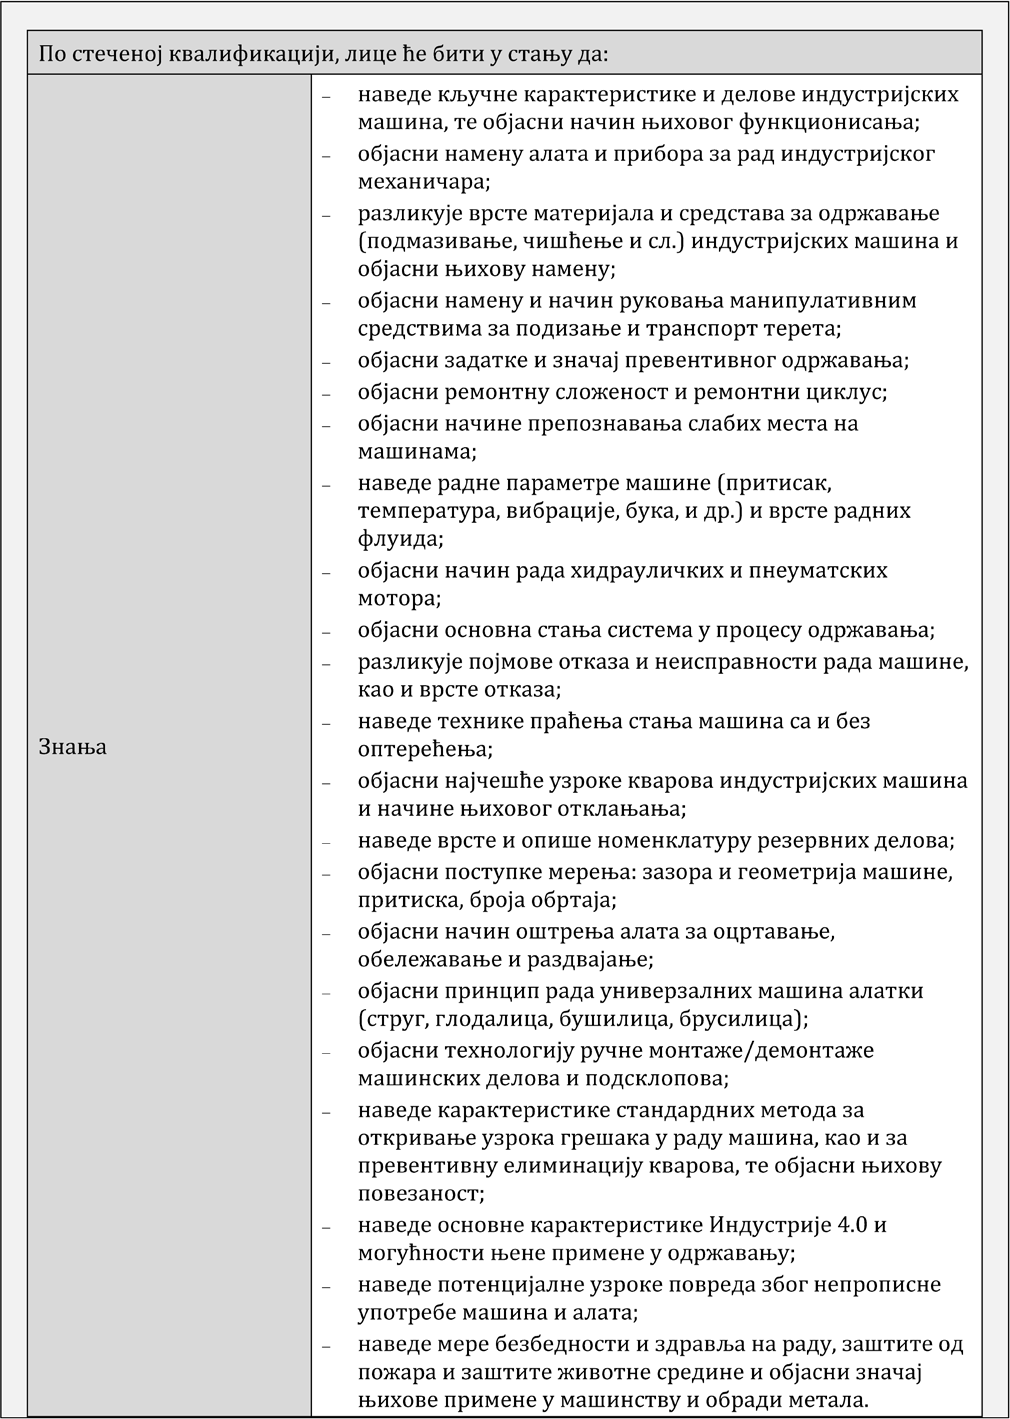 По стеченој квалификацији, лице ће бити у стању да:
Знања
– наведе кључне карактеристике и делове индустријских
машина, те објасни начин њиховог функционисања;
– објасни намену алата и прибора за рад индустријског
механичара;
– разликује врсте материјала и средстава за одржавање
(подмазивање, чишћење и сл.) индустријских машина и
објасни њихову намену;
– објасни намену и начин руковања манипулативним
средствима за подизање и транспорт терета;
– објасни задатке и значај превентивног одржавања;
– објасни ремонтну сложеност и ремонтни циклус;
– објасни начине препознавања слабих места на
машинама;
– наведе радне параметре машине (притисак,
температура, вибрације, бука, и др.) и врсте радних
флуида;
– објасни начин рада хидрауличких и пнеуматских
мотора;
– објасни основна стања система у процесу одржавања;
– разликује појмове отказа и неисправности рада машине,
као и врсте отказа;
– наведе технике праћења стања машина са и без
оптерећења;
– објасни најчешће узроке кварова индустријских машина
и начине њиховог отклањања;
– наведе врсте и опише номенклатуру резервних делова;
– објасни поступке мерења: зазора и геометрија машине,
притиска, броја обртаја;
– објасни начин оштрења алата за оцртавање,
обележавање и раздвајање;
– објасни принцип рада универзалних машина алатки
(струг, глодалица, бушилица, брусилица);
– објасни технологију ручне монтаже/демонтаже
машинских делова и подсклопова;
– наведе карактеристике стандардних метода за
откривање узрока грешака у раду машина, као и за
превентивну елиминацију кварова, те објасни њихову
повезаност;
– наведе основне карактеристике Индустрије 4.0 и
могућности њене примене у одржавању;
– наведе потенцијалне узроке повреда због непрописне
употребе машина и алата;
– наведе мере безбедности и здравља на раду, заштите од
пожара и заштите животне средине и објасни значај
њихове примене у машинству и обради метала.